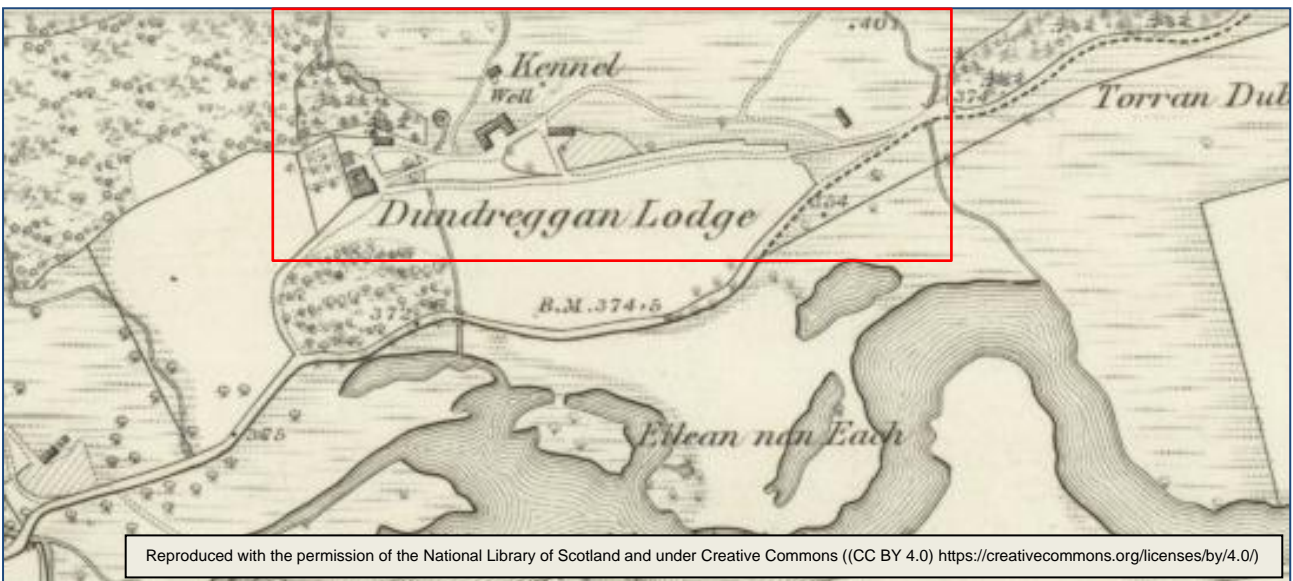 .401
Kennel
Well
374
Torran Dub
Dundreggan Lodge
354
B.M.374.5
372
Eilean nan Each
375
Reproduced with the permission of the National Library of Scotland and under Creative Commons ((CC BY 4.0) https://creativecommons.org/licenses/by/4.0/)